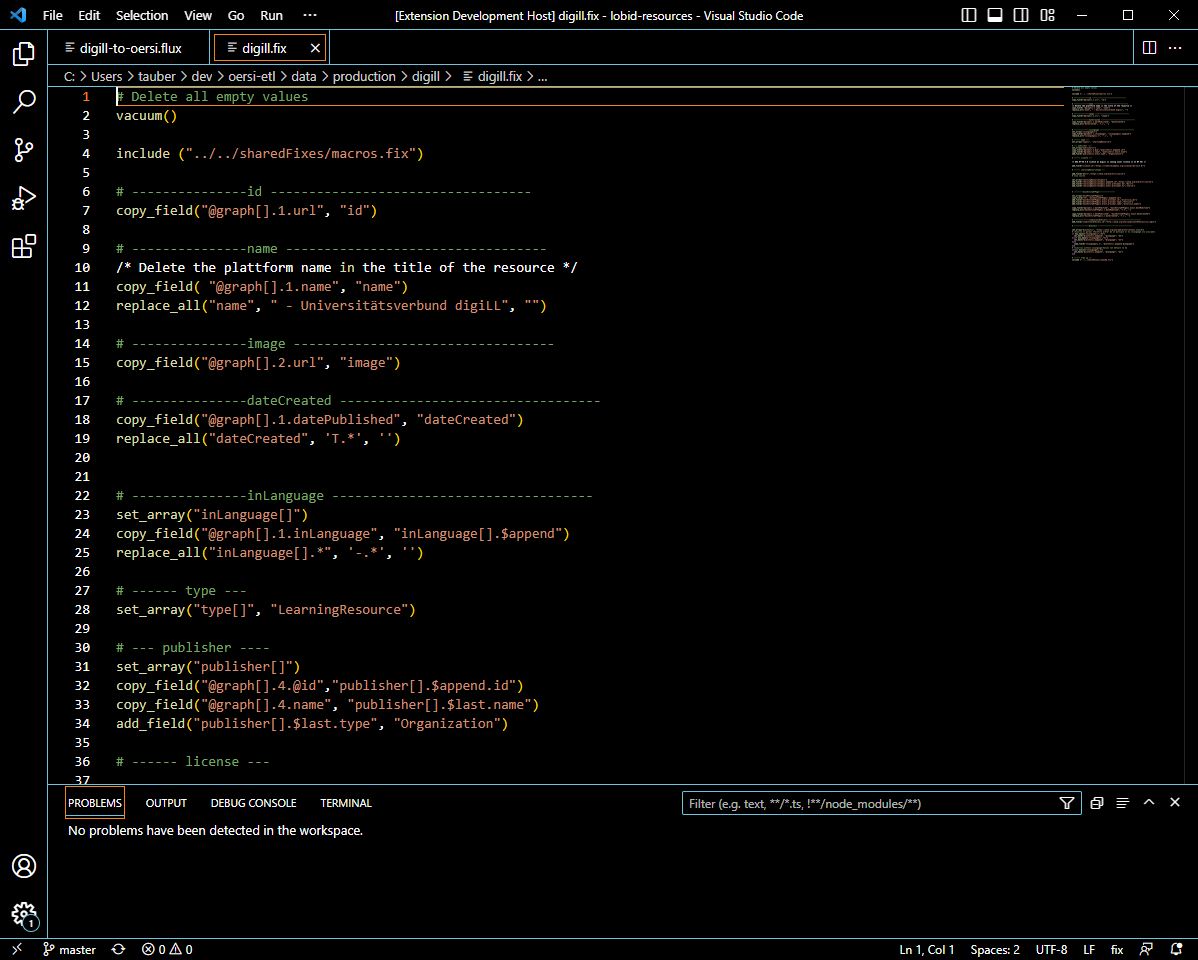 File Edit Selection View Go Run ··· [Extension Development Host] digill.fix - lobid-resources - Visual Studio Code
digill-to-oersi.flux digill.fix
C: > Users > tauber > dev > oersi-etl > data > production > digill > digill.fix > ...
1 # Delete all empty values
2 vacuum()
3
4 include ("../../sharedFixes/macros.fix")
5
6 # ---------------id ----------------------------------
7 copy_field("@graph[].1.url", "id")
8
9 # ---------------name ----------------------------------
10 /* Delete the plattform name in the title of the resource */
11 copy_field( "@graph[].1.name", "name")
12 replace_all("name", " - Universitätsverbund digiLL", "")
13
14 # ---------------image ----------------------------------
15 copy_field("@graph[].2.url", "image")
16
17 # ---------------dateCreated ----------------------------------
18 copy_field("@graph[].1.datePublished", "dateCreated")
19 replace_all("dateCreated", 'T.*', '')
20
21
22 # ---------------inLanguage ----------------------------------
23 set_array("inLanguage[]")
24 copy_field("@graph[].1.inLanguage", "inLanguage[].$append")
25 replace_all("inLanguage[].*", '-.*', '')
26
27 # ------ type ---
28 set_array("type[]", "LearningResource")
29
30 # --- publisher ----
31 set_array("publisher[]")
32 copy_field("@graph[].4.@id","publisher[].$append.id")
33 copy_field("@graph[].4.name", "publisher[].$last.name")
34 add_field("publisher[].$last.type", "Organization")
35
36 # ------ license ---
37
PROBLEMS OUTPUT DEBUG CONSOLE TERMINAL Filter (e.g. text, **/*.ts, !**/node_modules/**)
No problems have been detected in the workspace.
1
master 0 0 Ln 1, Col 1 Spaces: 2 UTF-8 LF fix